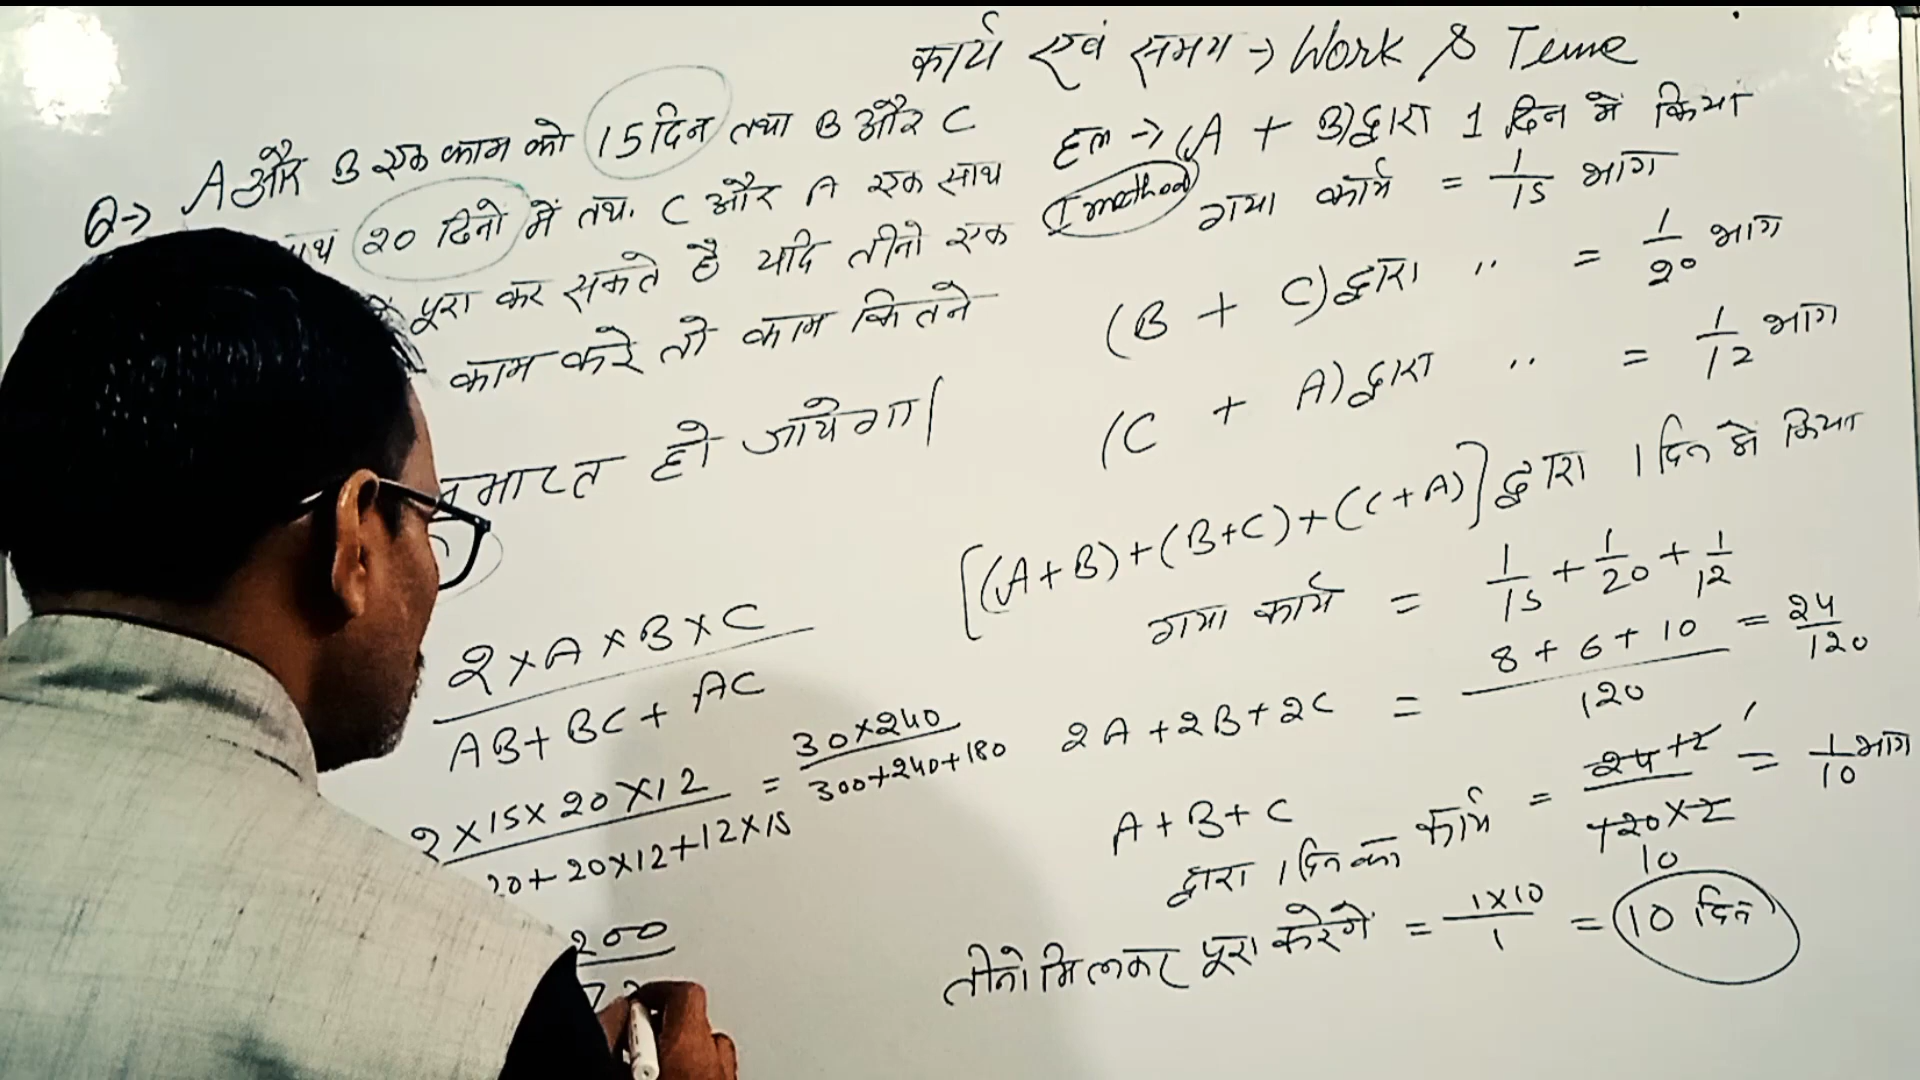 कार्य एवं समय → Work & Time
Q→ A और B एक काम को 15 दिन तथा B और C
20 दिनो में तथा C और A एक साथ
पूरा कर सकते है यदि तीनो एक
काम करे तो काम कितने
हो जायेगा।
हल → (A + B) द्वारा 1 दिन में किया
I method
गया कार्य = 1/15 भाग
(B + C) द्वारा ,, = 1/20 भाग
(C + A) द्वारा ,, = 1/12 भाग
[(A+B)+(B+C)+(C+A)] द्वारा 1 दिन में किया
गया कार्य = 1/15 + 1/20 + 1/12
2A+2B+2C = 8+6+10/120 = 24/120
A+B+C
द्वारा 1 दिन का कार्य = 24÷2/120×2 = 1/10 भाग
10
तीनो मिलकर पूरा करेगे = 1×10/1 = 10 दिन
2×A×B×C/AB+BC+AC
2×15×20×12/20+20×12+12×15 = 30×240/300+240+180
200/72